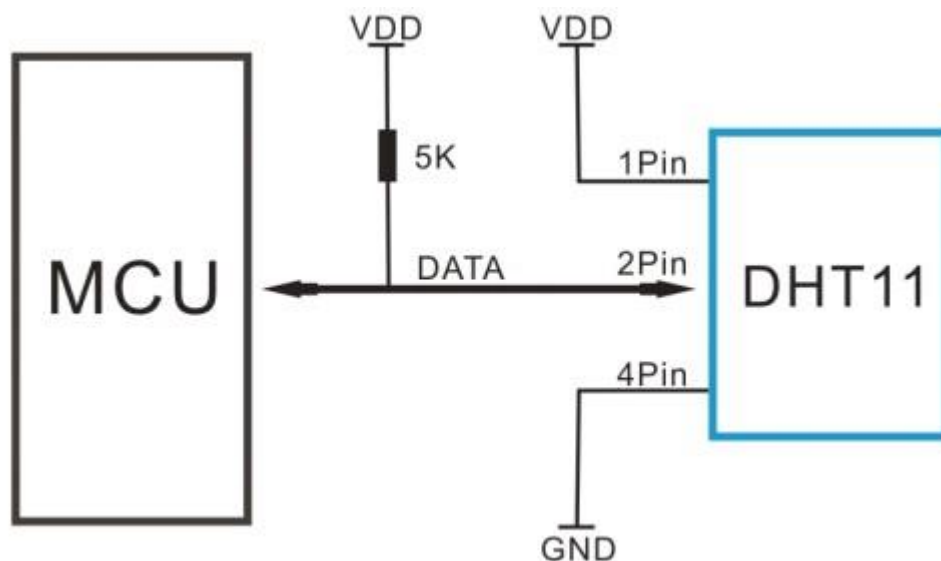 VDD
VDD
5K
1Pin
MCU
DATA
2Pin
DHT11
4Pin
GND